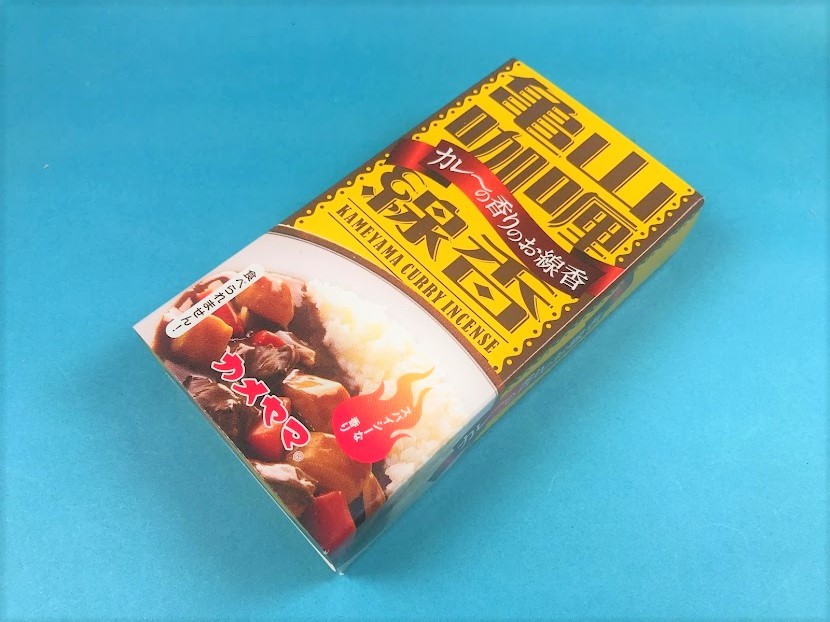 亀山
咖喱
線香
カレーの香りのお線香
KAMEYAMA CURRY INCENSE
食べられません!
カメヤマ®
スパイシーな
香り